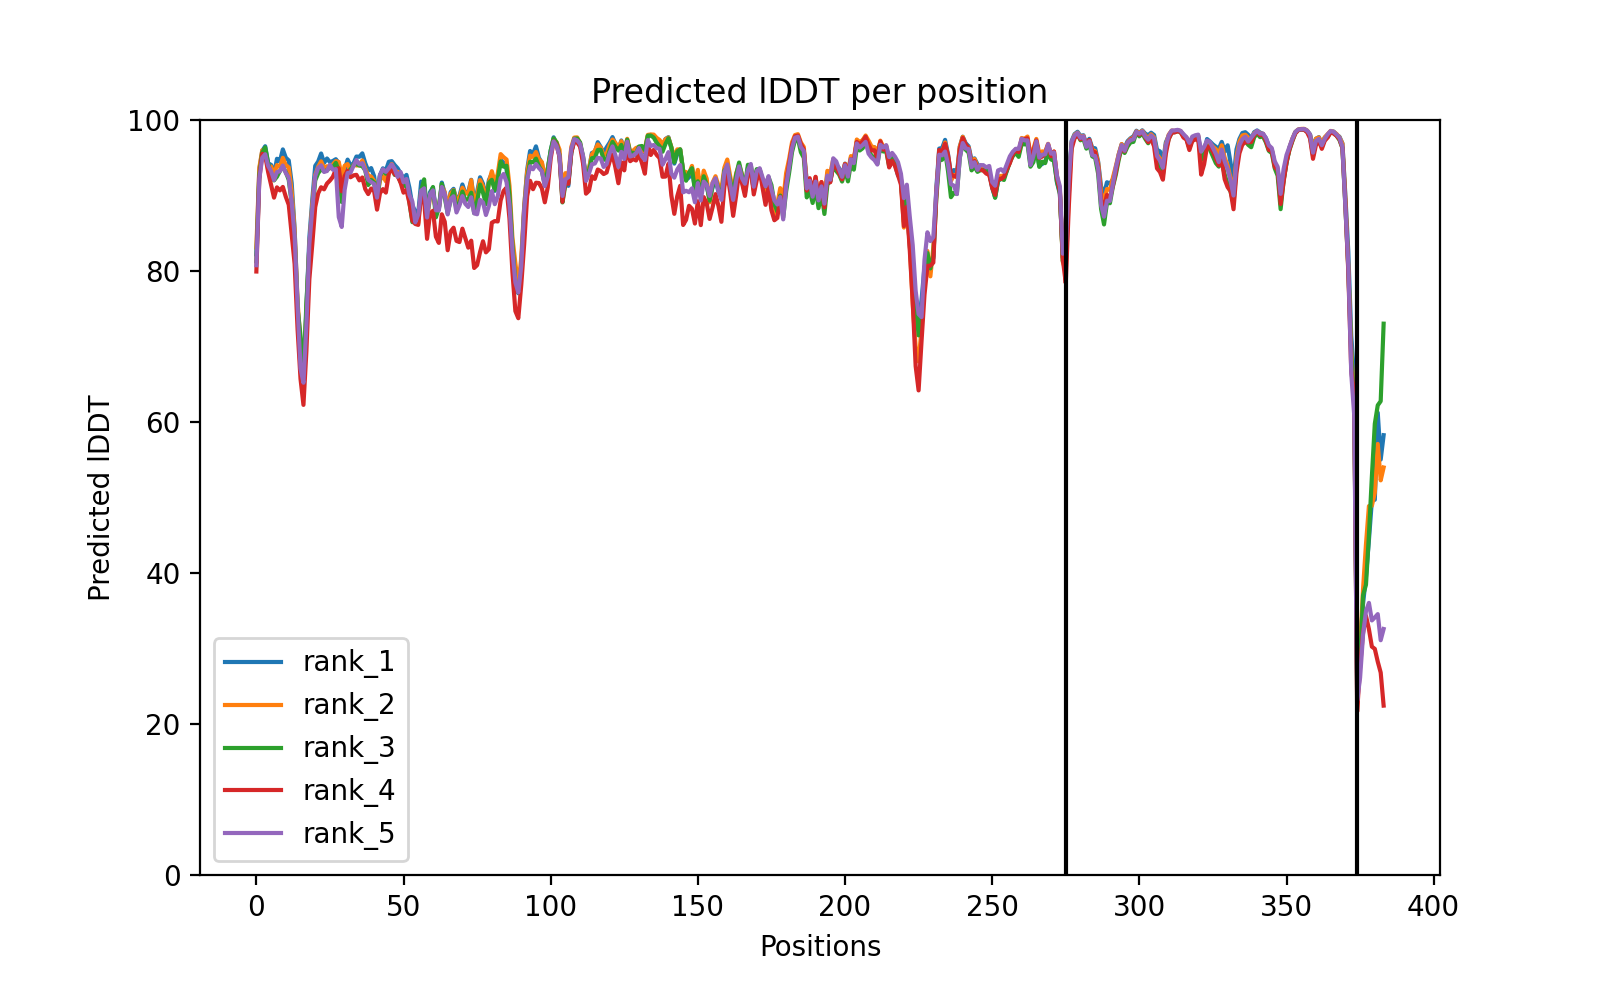 Predicted lDDT per position
100
80
60
40
20
0
Predicted lDDT
rank_1
rank_2
rank_3
rank_4
rank_5
0 50 100 150 200 250 300 350 400
Positions